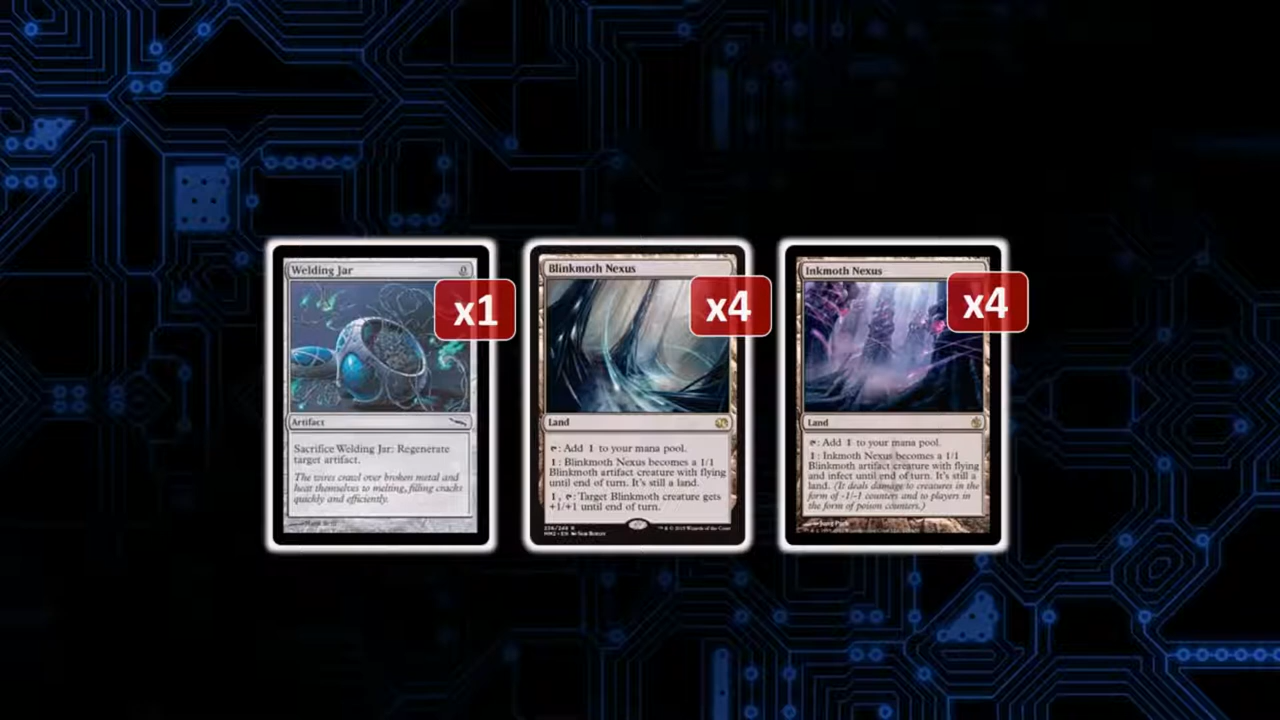 Welding Jar
0
x1
Artifact
Sacrifice Welding Jar: Regenerate
target artifact.
The wires crawl over broken metal and
heat themselves to melting, filling cracks
quickly and efficiently.
Blinkmoth Nexus
x4
Land
: Add 1 to your mana pool.
1: Blinkmoth Nexus becomes a 1/1
Blinkmoth artifact creature with flying
until end of turn. It's still a land.
1, : Target Blinkmoth creature gets
+1/+1 until end of turn.
Inkmoth Nexus
x4
Land
: Add 1 to your mana pool.
1: Inkmoth Nexus becomes a 1/1
Blinkmoth artifact creature with flying
and infect until end of turn. It's still a
land. (It deals damage to creatures in the
form of -1/-1 counters and to players in
the form of poison counters.)